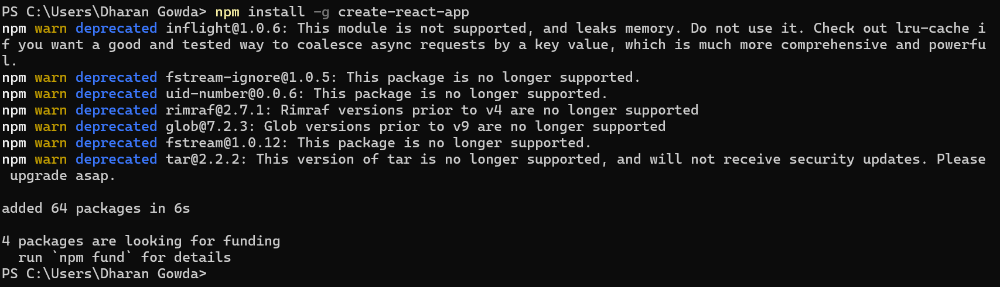 PS C:\Users\Dharan Gowda> npm install -g create-react-app
npm warn deprecated inflight@1.0.6: This module is not supported, and leaks memory. Do not use it. Check out lru-cache i
f you want a good and tested way to coalesce async requests by a key value, which is much more comprehensive and powerfu
l.
npm warn deprecated fstream-ignore@1.0.5: This package is no longer supported.
npm warn deprecated uid-number@0.0.6: This package is no longer supported.
npm warn deprecated rimraf@2.7.1: Rimraf versions prior to v4 are no longer supported
npm warn deprecated glob@7.2.3: Glob versions prior to v9 are no longer supported
npm warn deprecated fstream@1.0.12: This package is no longer supported.
npm warn deprecated tar@2.2.2: This version of tar is no longer supported, and will not receive security updates. Please
 upgrade asap.
added 64 packages in 6s
4 packages are looking for funding
  run `npm fund` for details
PS C:\Users\Dharan Gowda>